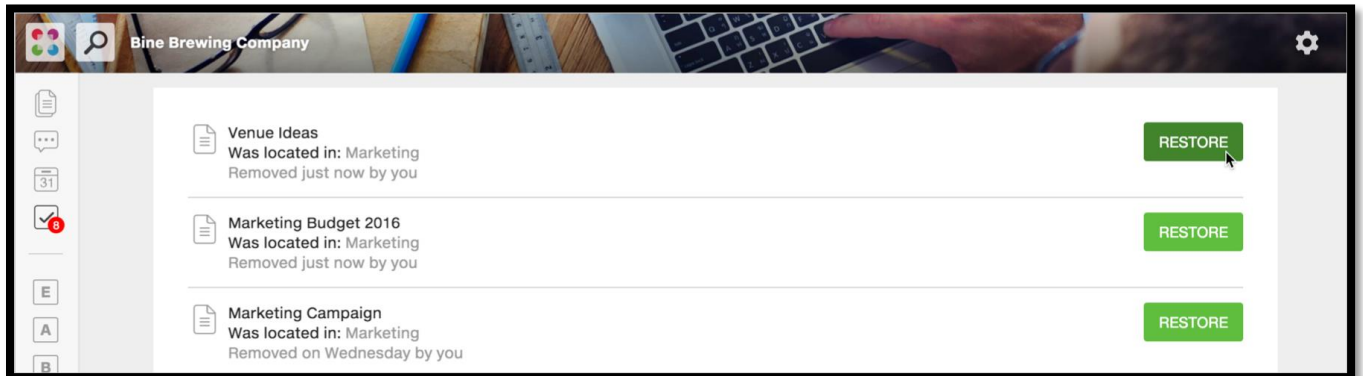 Bine Brewing Company
Venue Ideas
Was located in: Marketing
Removed just now by you
RESTORE
Marketing Budget 2016
Was located in: Marketing
Removed just now by you
RESTORE
Marketing Campaign
Was located in: Marketing
Removed on Wednesday by you
RESTORE
31
8
E
A
B